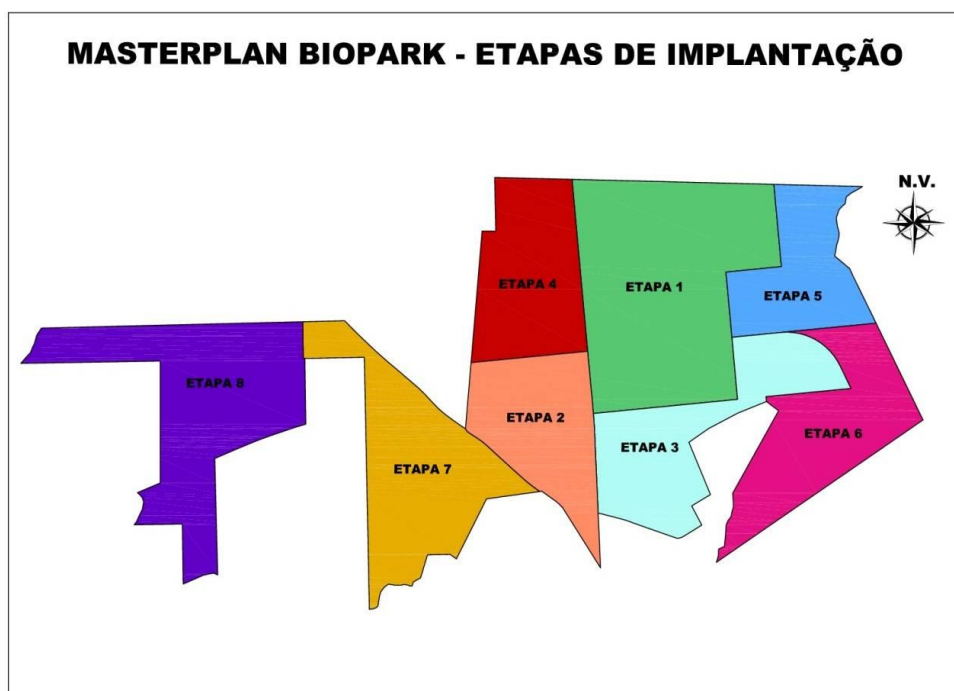 MASTERPLAN BIOPARK - ETAPAS DE IMPLANTAÇÃO
N.V.
ETAPA 4
ETAPA 1
ETAPA 5
ETAPA 8
ETAPA 2
ETAPA 7
ETAPA 3
ETAPA 6